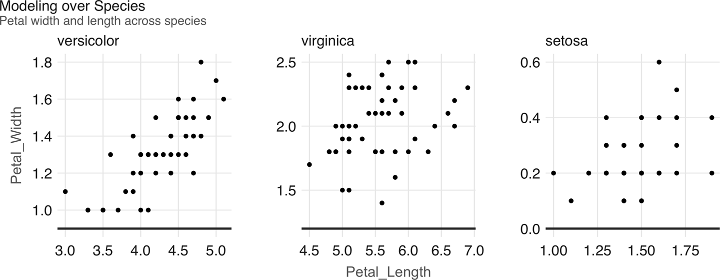 Modeling over Species
Petal width and length across species
versicolor
virginica
setosa
Petal_Width
1.8
1.6
1.4
1.2
1.0
3.0 3.5 4.0 4.5 5.0
2.5
2.0
1.5
4.5 5.0 5.5 6.0 6.5 7.0
0.6
0.4
0.2
0.0
1.00 1.25 1.50 1.75
Petal_Length